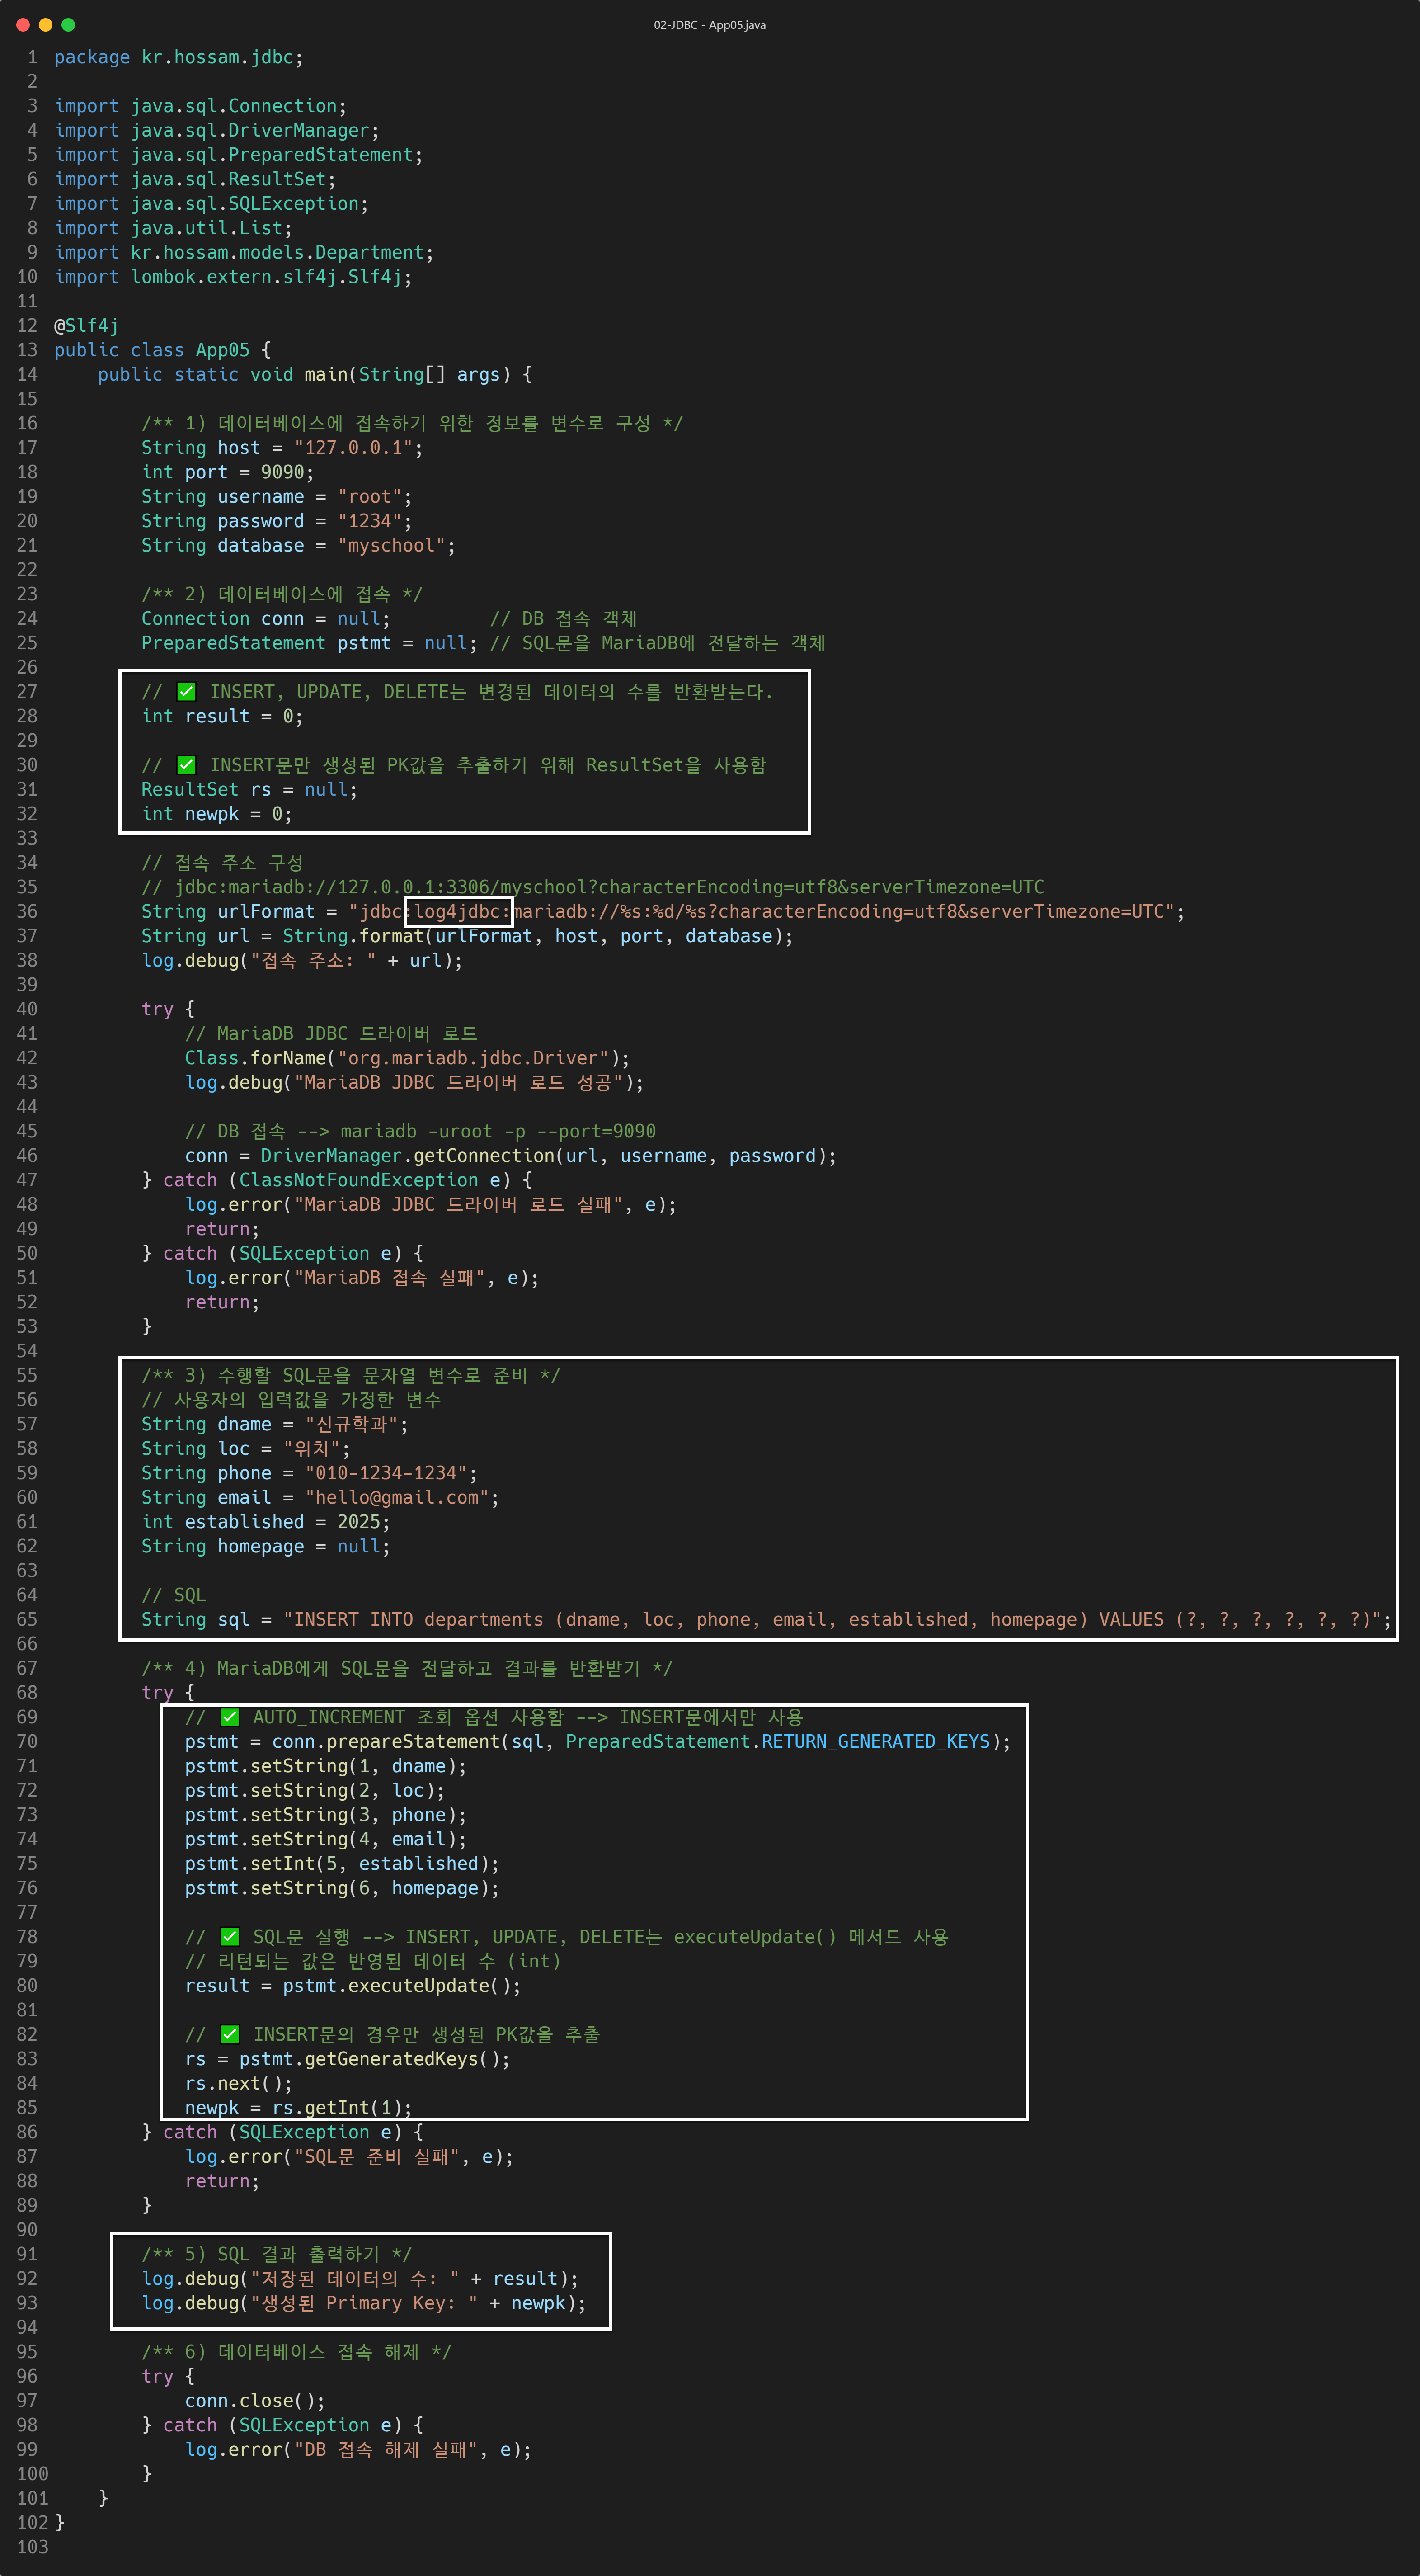 02-JDBC - App05.java
1 package kr.hossam.jdbc;
2
3 import java.sql.Connection;
4 import java.sql.DriverManager;
5 import java.sql.PreparedStatement;
6 import java.sql.ResultSet;
7 import java.sql.SQLException;
8 import java.util.List;
9 import kr.hossam.models.Department;
10 import lombok.extern.slf4j.Slf4j;
11
12 @Slf4j
13 public class App05 {
14     public static void main(String[] args) {
15
16         /** 1) 데이터베이스에 접속하기 위한 정보를 변수로 구성 */
17         String host = "127.0.0.1";
18         int port = 9090;
19         String username = "root";
20         String password = "1234";
21         String database = "myschool";
22
23         /** 2) 데이터베이스에 접속 */
24         Connection conn = null;         // DB 접속 객체
25         PreparedStatement pstmt = null; // SQL문을 MariaDB에 전달하는 객체
26
27         // ✅ INSERT, UPDATE, DELETE는 변경된 데이터의 수를 반환받는다.
28         int result = 0;
29
30         // ✅ INSERT문만 생성된 PK값을 추출하기 위해 ResultSet을 사용함
31         ResultSet rs = null;
32         int newpk = 0;
33
34         // 접속 주소 구성
35         // jdbc:mariadb://127.0.0.1:3306/myschool?characterEncoding=utf8&serverTimezone=UTC
36         String urlFormat = "jdbc:log4jdbc:mariadb://%s:%d/%s?characterEncoding=utf8&serverTimezone=UTC";
37         String url = String.format(urlFormat, host, port, database);
38         log.debug("접속 주소: " + url);
39
40         try {
41             // MariaDB JDBC 드라이버 로드
42             Class.forName("org.mariadb.jdbc.Driver");
43             log.debug("MariaDB JDBC 드라이버 로드 성공");
44
45             // DB 접속 --> mariadb -uroot -p --port=9090
46             conn = DriverManager.getConnection(url, username, password);
47         } catch (ClassNotFoundException e) {
48             log.error("MariaDB JDBC 드라이버 로드 실패", e);
49             return;
50         } catch (SQLException e) {
51             log.error("MariaDB 접속 실패", e);
52             return;
53         }
54
55         /** 3) 수행할 SQL문을 문자열 변수로 준비 */
56         // 사용자의 입력값을 가정한 변수
57         String dname = "신규학과";
58         String loc = "위치";
59         String phone = "010-1234-1234";
60         String email = "hello@gmail.com";
61         int established = 2025;
62         String homepage = null;
63
64         // SQL
65         String sql = "INSERT INTO departments (dname, loc, phone, email, established, homepage) VALUES (?, ?, ?, ?, ?, ?)";
66
67         /** 4) MariaDB에게 SQL문을 전달하고 결과를 반환받기 */
68         try {
69             // ✅ AUTO_INCREMENT 조회 옵션 사용함 --> INSERT문에서만 사용
70             pstmt = conn.prepareStatement(sql, PreparedStatement.RETURN_GENERATED_KEYS);
71             pstmt.setString(1, dname);
72             pstmt.setString(2, loc);
73             pstmt.setString(3, phone);
74             pstmt.setString(4, email);
75             pstmt.setInt(5, established);
76             pstmt.setString(6, homepage);
77
78             // ✅ SQL문 실행 --> INSERT, UPDATE, DELETE는 executeUpdate() 메서드 사용
79             // 리턴되는 값은 반영된 데이터 수 (int)
80             result = pstmt.executeUpdate();
81
82             // ✅ INSERT문의 경우만 생성된 PK값을 추출
83             rs = pstmt.getGeneratedKeys();
84             rs.next();
85             newpk = rs.getInt(1);
86         } catch (SQLException e) {
87             log.error("SQL문 준비 실패", e);
88             return;
89         }
90
91         /** 5) SQL 결과 출력하기 */
92         log.debug("저장된 데이터의 수: " + result);
93         log.debug("생성된 Primary Key: " + newpk);
94
95         /** 6) 데이터베이스 접속 해제 */
96         try {
97             conn.close();
98         } catch (SQLException e) {
99             log.error("DB 접속 해제 실패", e);
100         }
101     }
102 }
103